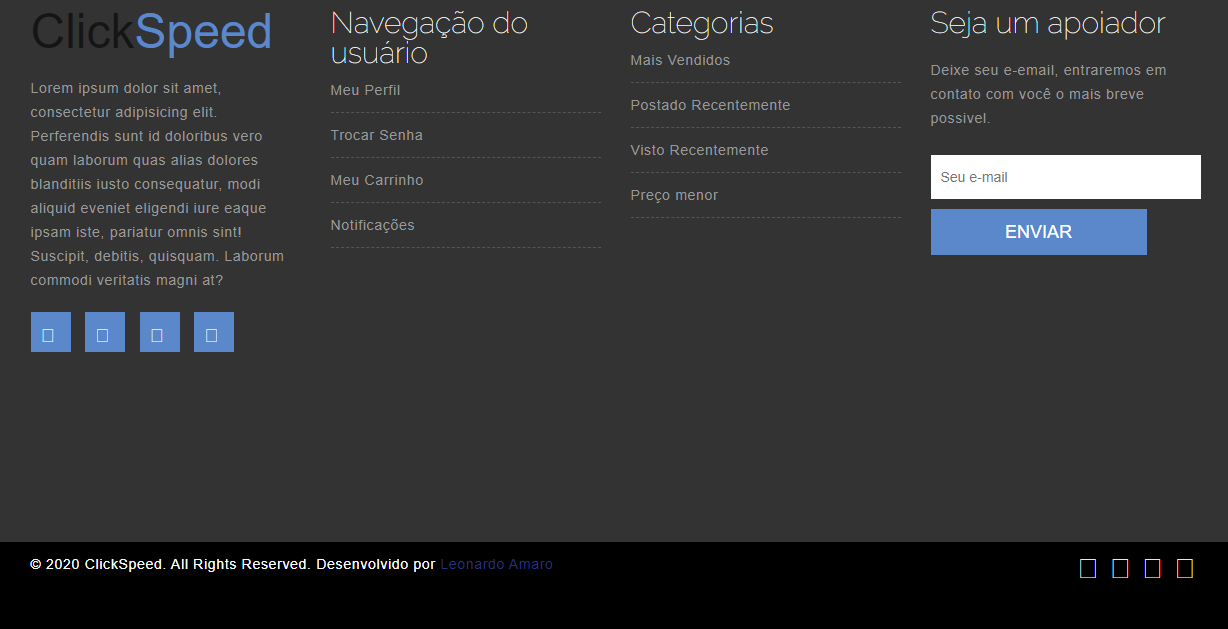 ClickSpeed
Lorem ipsum dolor sit amet,
consectetur adipisicing elit.
Perferendis sunt id doloribus vero
quam laborum quas alias dolores
blanditiis iusto consequatur, modi
aliquid eveniet eligendi iure eaque
ipsam iste, pariatur omnis sint!
Suscipit, debitis, quisquam. Laborum
commodi veritatis magni at?
Navegação do
usuário
Meu Perfil
Trocar Senha
Meu Carrinho
Notificações
Categorias
Mais Vendidos
Postado Recentemente
Visto Recentemente
Preço menor
Seja um apoiador
Deixe seu e-email, entraremos em
contato com você o mais breve
possivel.
Seu e-mail
ENVIAR
© 2020 ClickSpeed. All Rights Reserved. Desenvolvido por Leonardo Amaro